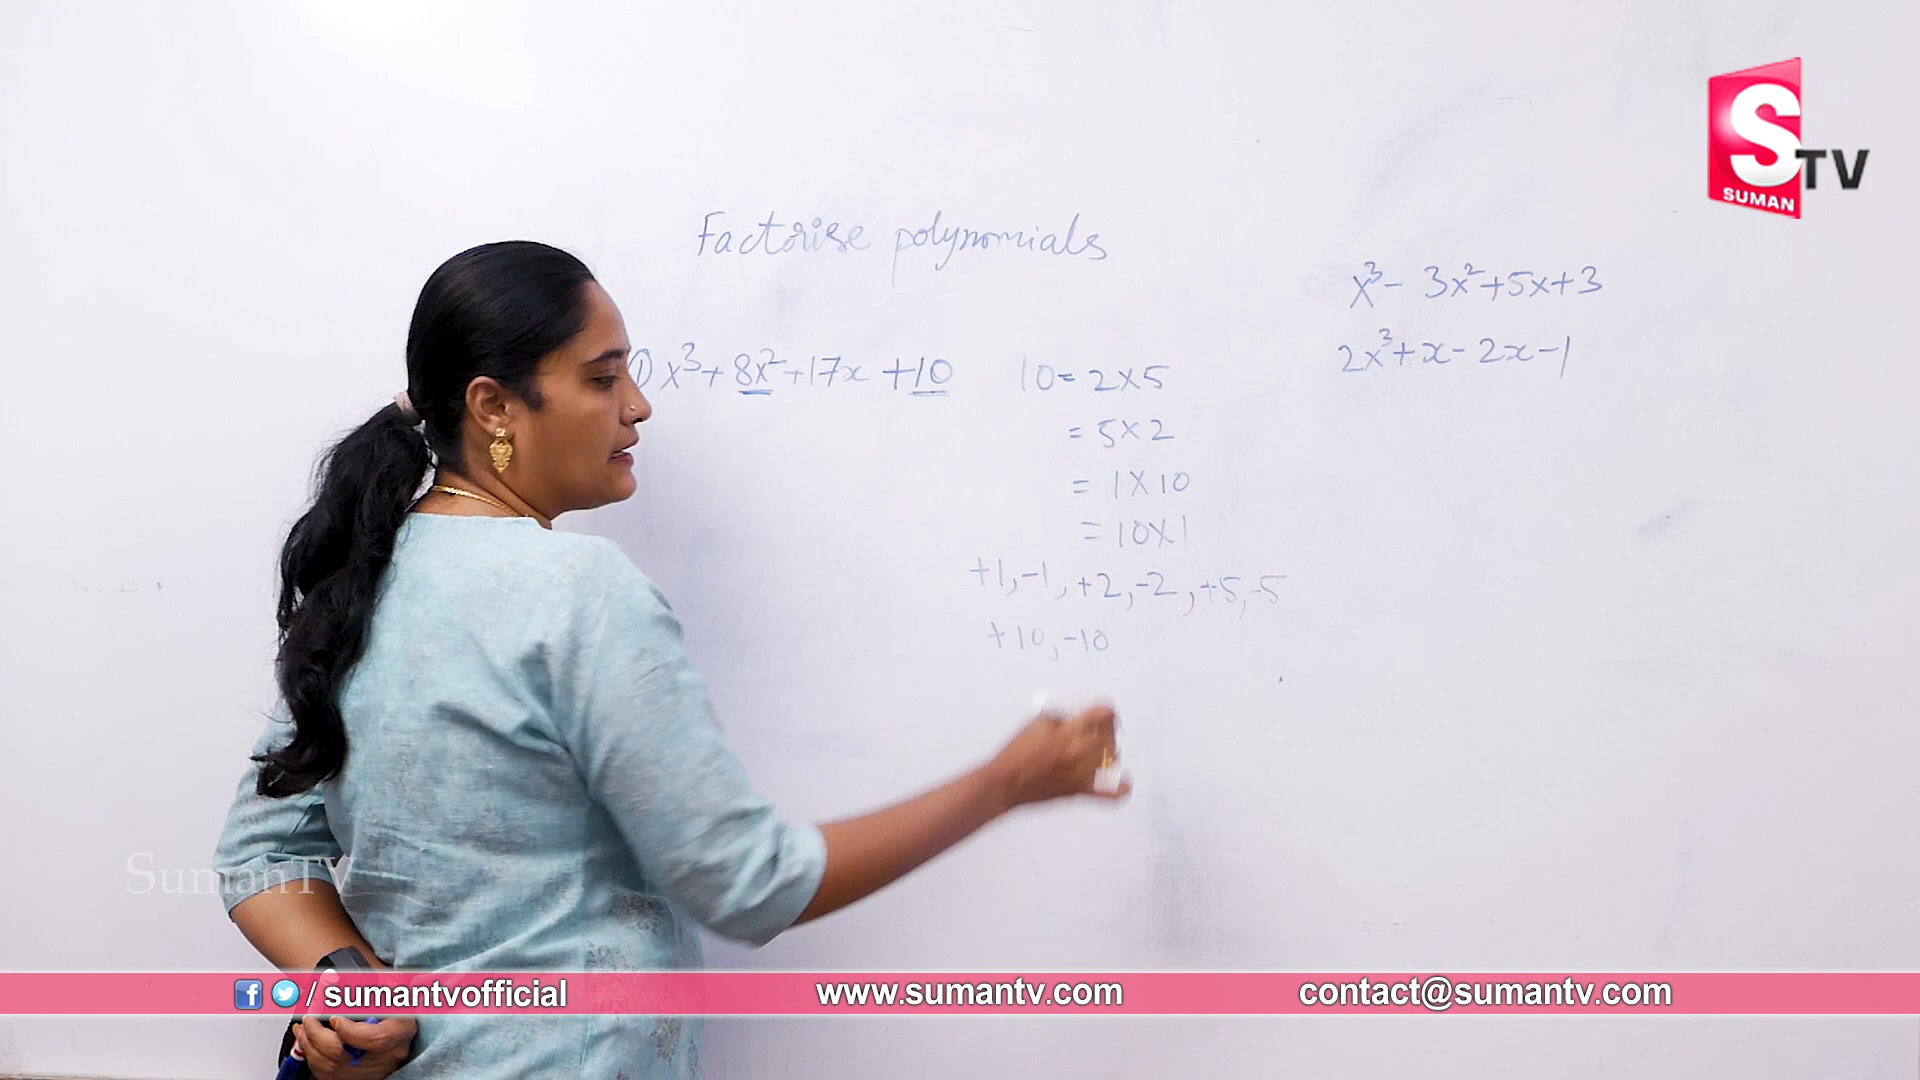 S
TV
SUMAN
Factorise polynomials
x³- 3x²+5x+3
2x³+x-2x-1
① x³+ 8x²+17x +10
10= 2×5
= 5×2
= 1×10
= 10×1
+1,-1, +2,-2, +5,-5
+10,-10
SumanTV
/ sumantvofficial
www.sumantv.com
contact@sumantv.com